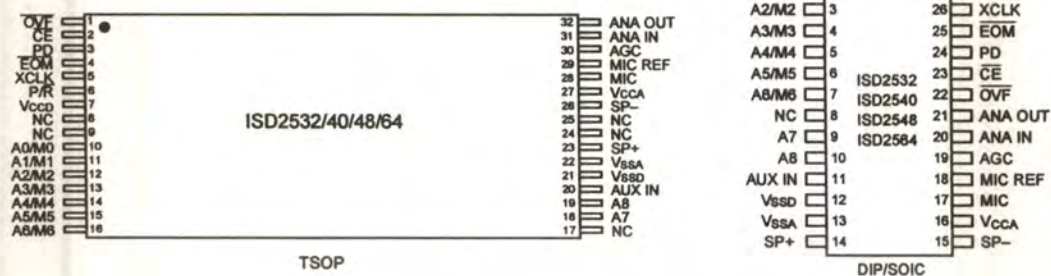 OVF 1 32 ANA OUT
CE 2 31 ANA IN
PD 3 30 AGC
EOM 4 29 MIC REF
XCLK 5 28 MIC
P/R 6 27 VCCA
VCCD 7 26 SP–
NC 8 25 NC
NC 9 24 NC
A0/M0 10 23 SP+
A1/M1 11 22 VSSA
A2/M2 12 21 VSSD
A3/M3 13 20 AUX IN
A4/M4 14 19 A8
A5/M5 15 18 A7
A6/M6 16 17 NC
ISD2532/40/48/64
TSOP
A2/M2 3 26 XCLK
A3/M3 4 25 EOM
A4/M4 5 24 PD
A5/M5 6 23 CE
A6/M6 7 22 OVF
NC 8 21 ANA OUT
A7 9 20 ANA IN
A8 10 19 AGC
AUX IN 11 18 MIC REF
VSSD 12 17 MIC
VSSA 13 16 VCCA
SP+ 14 15 SP–
ISD2532
ISD2540
ISD2548
ISD2564
DIP/SOIC